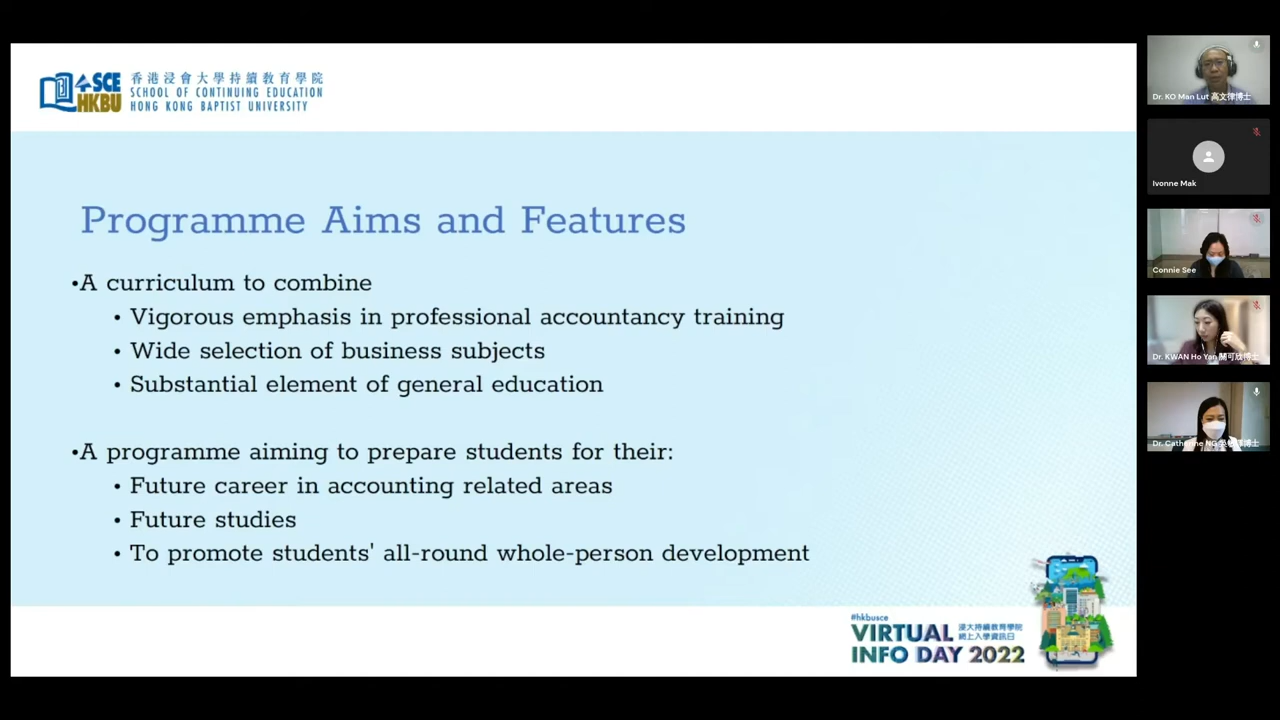 SCE
HKBU
香港浸會大學持續教育學院
SCHOOL OF CONTINUING EDUCATION
HONG KONG BAPTIST UNIVERSITY
Programme Aims and Features
•A curriculum to combine
• Vigorous emphasis in professional accountancy training
• Wide selection of business subjects
• Substantial element of general education
•A programme aiming to prepare students for their:
• Future career in accounting related areas
• Future studies
• To promote students' all-round whole-person development
#hkbusce
VIRTUAL
INFO DAY 2022
浸大持續教育學院
網上入學資訊日
Dr. KO Man Lut 高文律博士
Ivonne Mak
Connie See
Dr. KWAN Ho Yan 關可欣博士
Dr. Catherine NG